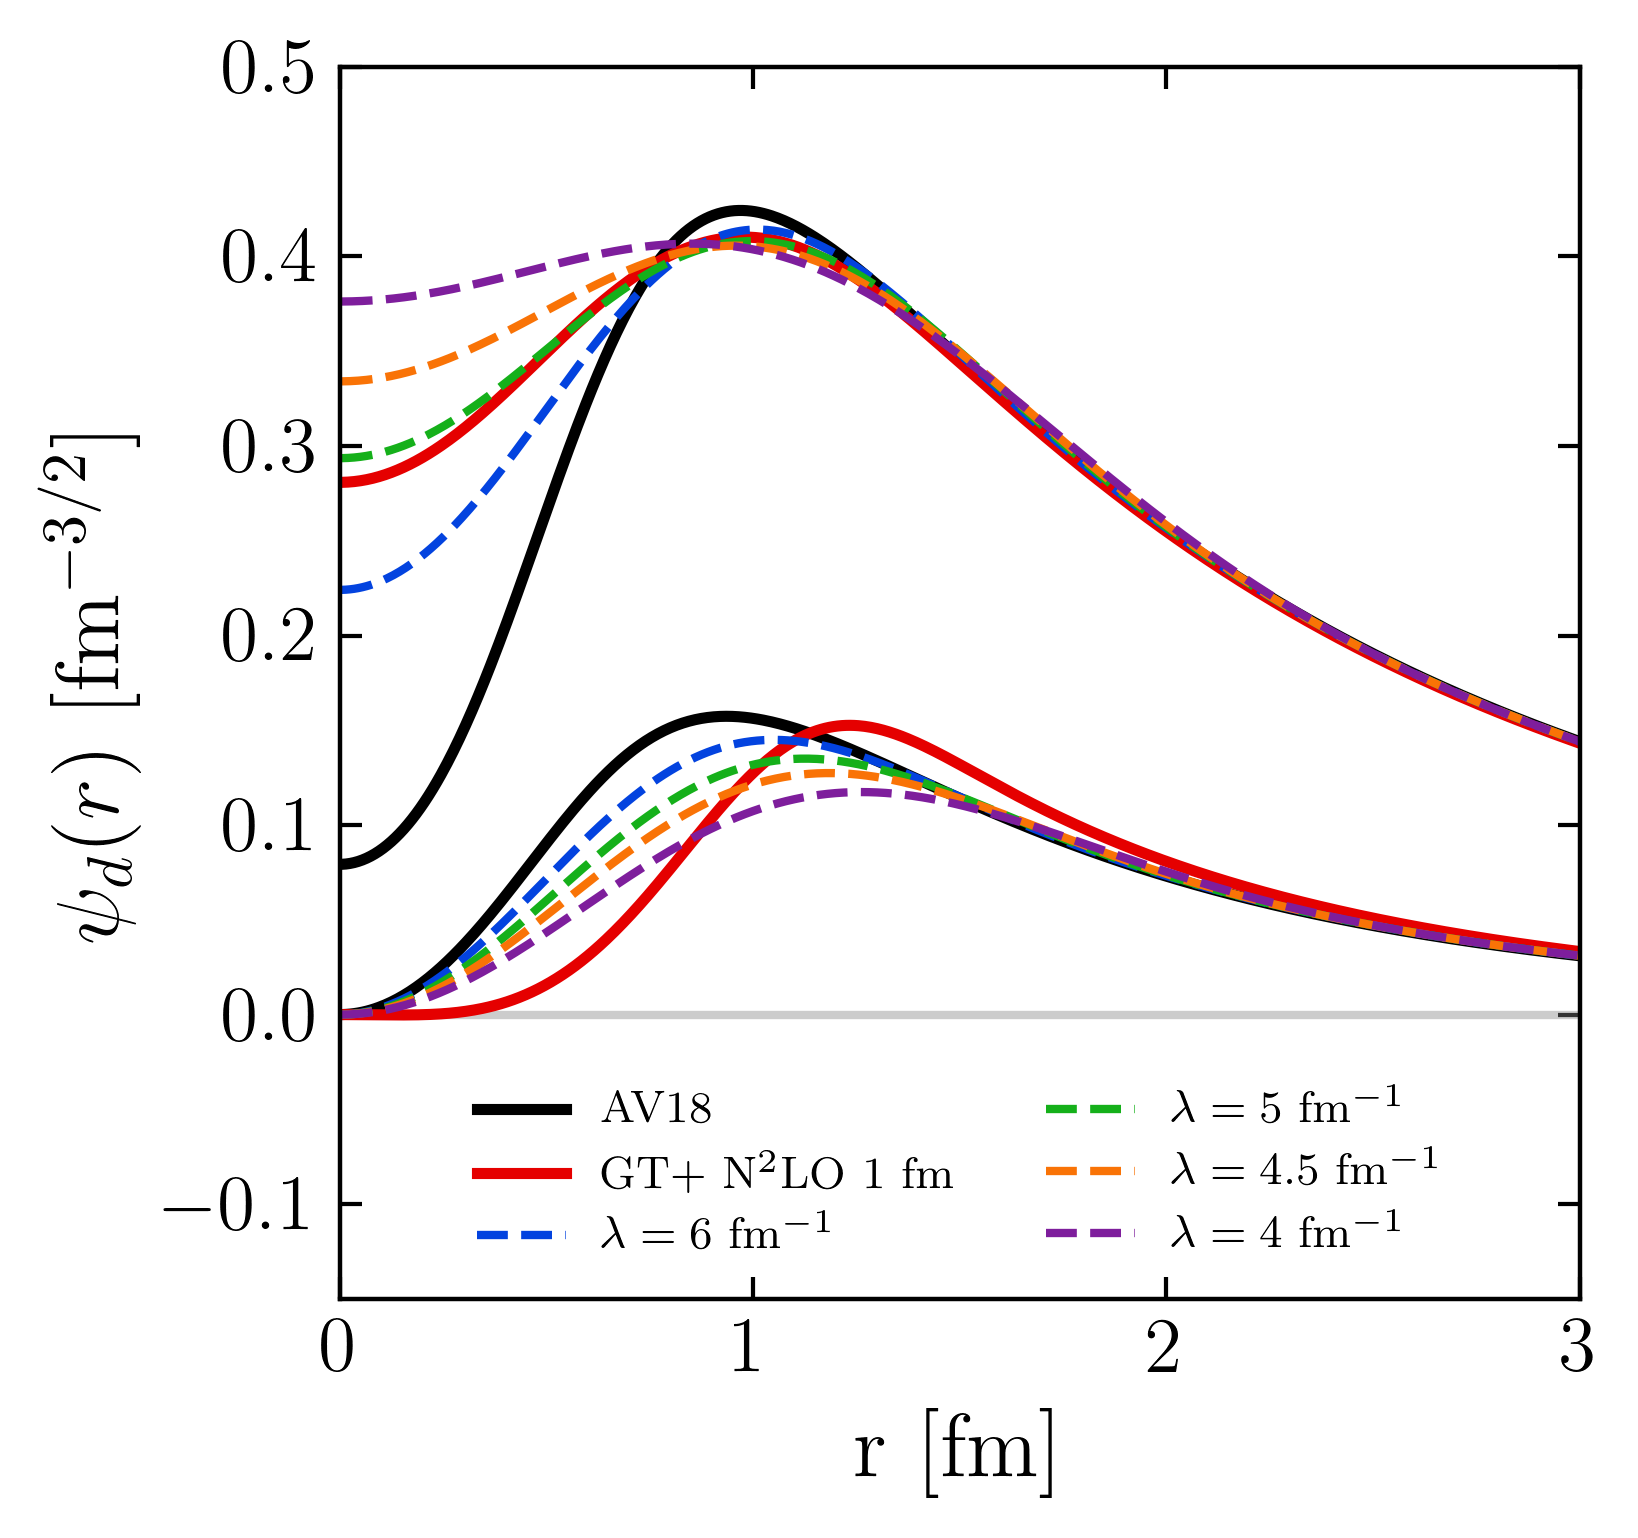 0.5
0.4
0.3
0.2
0.1
0.0
−0.1
ψ_d(r) [fm^−3/2]
AV18
GT+ N²LO 1 fm
λ = 6 fm⁻¹
λ = 5 fm⁻¹
λ = 4.5 fm⁻¹
λ = 4 fm⁻¹
0 1 2 3
r [fm]